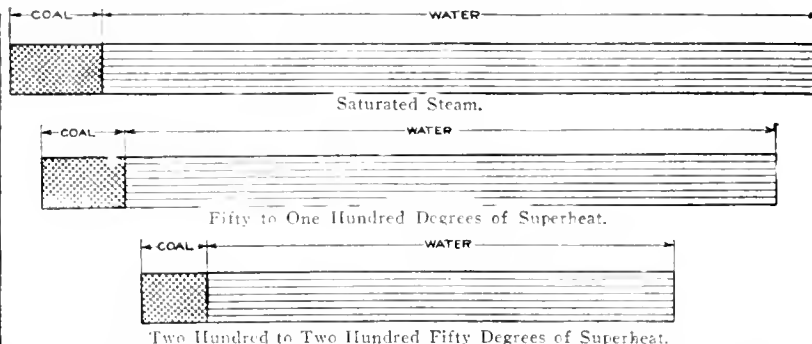 COAL WATER
Saturated Steam.
COAL WATER
Fifty to One Hundred Degrees of Superheat.
COAL WATER
Two Hundred to Two Hundred Fifty Degrees of Superheat.